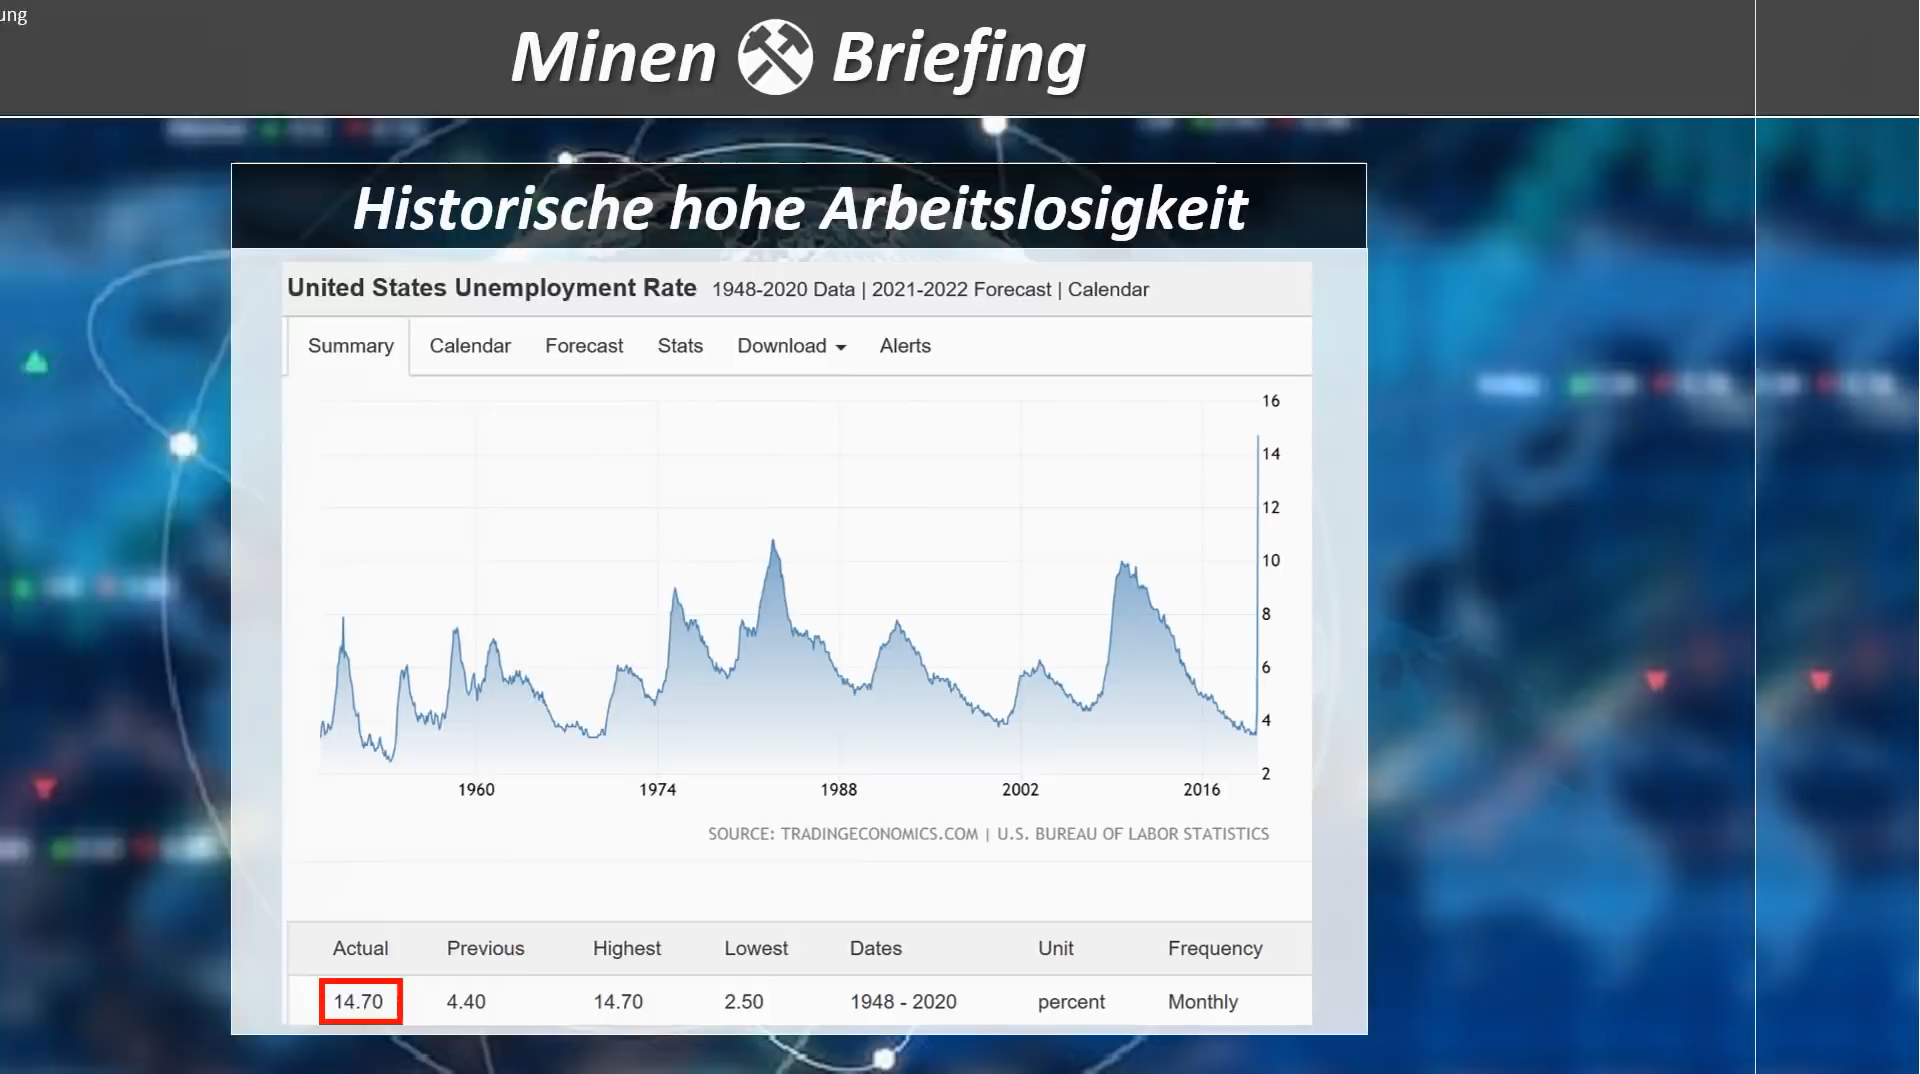 ung
Minen Briefing
Historische hohe Arbeitslosigkeit
United States Unemployment Rate 1948-2020 Data | 2021-2022 Forecast | Calendar
Summary Calendar Forecast Stats Download Alerts
16
14
12
10
8
6
4
2
1960 1974 1988 2002 2016
SOURCE: TRADINGECONOMICS.COM | U.S. BUREAU OF LABOR STATISTICS
Actual Previous Highest Lowest Dates Unit Frequency
14.70 4.40 14.70 2.50 1948 - 2020 percent Monthly